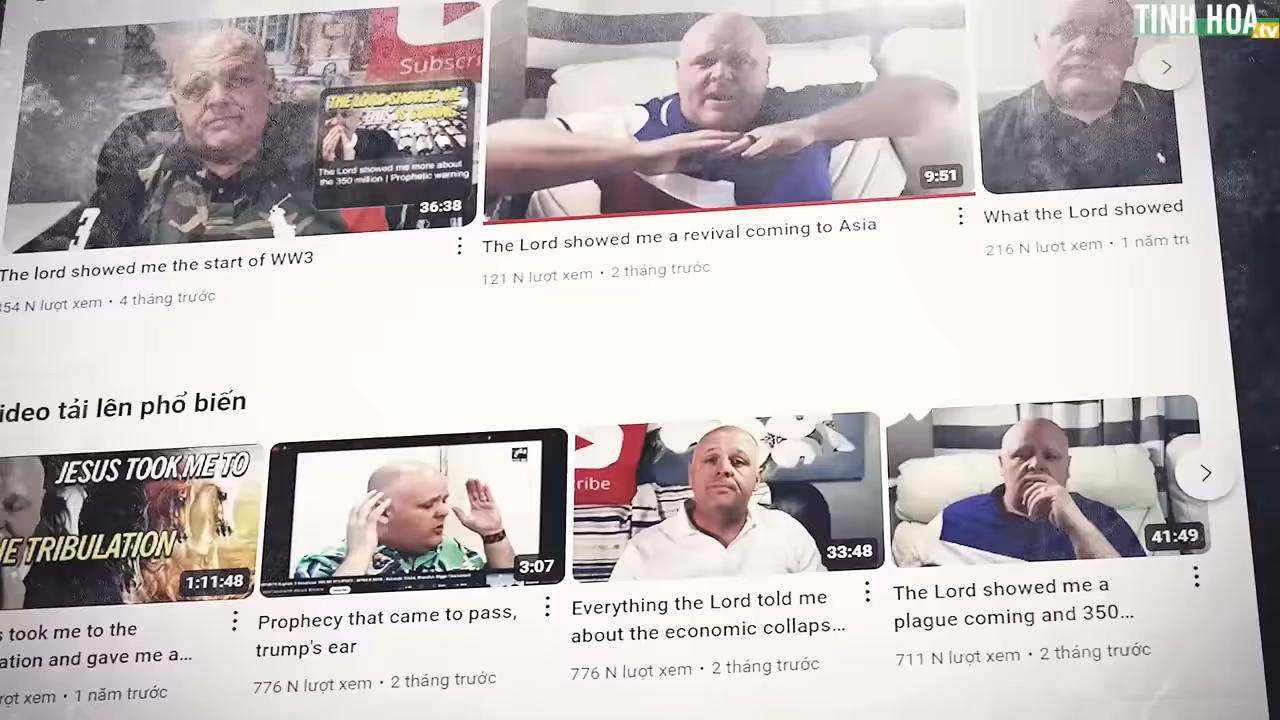 TINH HOA
.tv
Subscri
THE LORD SHOWED ME
THIS IS COMING
The Lord showed me more about
the 350 million | Prophetic warning
3
36:38
9:51
The lord showed me the start of WW3
354 N lượt xem • 4 tháng trước
The Lord showed me a revival coming to Asia
121 N lượt xem • 2 tháng trước
What the Lord showed
216 N lượt xem • 1 năm trư
ideo tải lên phổ biến
JESUS TOOK ME TO
HE TRIBULATION
1:11:48
3:07
ribe
33:48
41:49
s took me to the
ation and gave me a...
ượt xem • 1 năm trước
Prophecy that came to pass,
trump's ear
776 N lượt xem • 2 tháng trước
Everything the Lord told me
about the economic collaps...
776 N lượt xem • 2 tháng trước
The Lord showed me a
plague coming and 350...
711 N lượt xem • 2 tháng trước